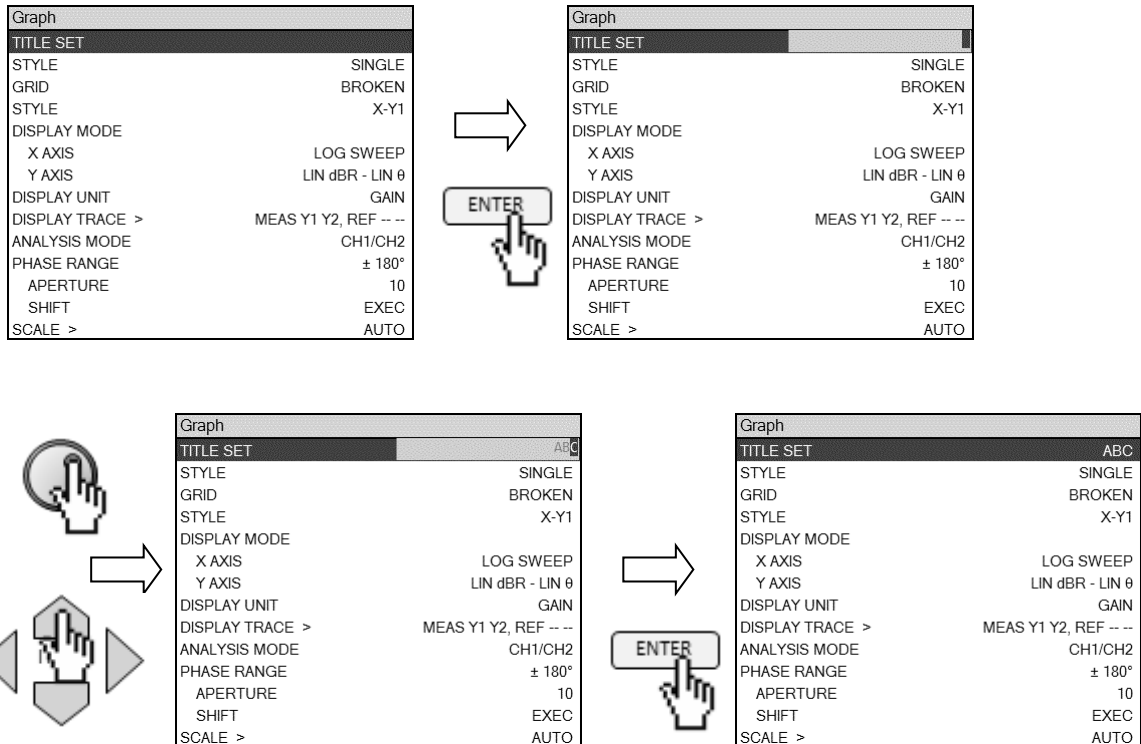 Graph
TITLE SET
STYLE SINGLE
GRID BROKEN
STYLE X-Y1
DISPLAY MODE
X AXIS LOG SWEEP
Y AXIS LIN dBR - LIN θ
DISPLAY UNIT GAIN
DISPLAY TRACE > MEAS Y1 Y2, REF -- --
ANALYSIS MODE CH1/CH2
PHASE RANGE ± 180°
APERTURE 10
SHIFT EXEC
SCALE > AUTO
ENTER
Graph
TITLE SET
STYLE SINGLE
GRID BROKEN
STYLE X-Y1
DISPLAY MODE
X AXIS LOG SWEEP
Y AXIS LIN dBR - LIN θ
DISPLAY UNIT GAIN
DISPLAY TRACE > MEAS Y1 Y2, REF -- --
ANALYSIS MODE CH1/CH2
PHASE RANGE ± 180°
APERTURE 10
SHIFT EXEC
SCALE > AUTO
Graph
TITLE SET ABC
STYLE SINGLE
GRID BROKEN
STYLE X-Y1
DISPLAY MODE
X AXIS LOG SWEEP
Y AXIS LIN dBR - LIN θ
DISPLAY UNIT GAIN
DISPLAY TRACE > MEAS Y1 Y2, REF -- --
ANALYSIS MODE CH1/CH2
PHASE RANGE ± 180°
APERTURE 10
SHIFT EXEC
SCALE > AUTO
ENTER
Graph
TITLE SET ABC
STYLE SINGLE
GRID BROKEN
STYLE X-Y1
DISPLAY MODE
X AXIS LOG SWEEP
Y AXIS LIN dBR - LIN θ
DISPLAY UNIT GAIN
DISPLAY TRACE > MEAS Y1 Y2, REF -- --
ANALYSIS MODE CH1/CH2
PHASE RANGE ± 180°
APERTURE 10
SHIFT EXEC
SCALE > AUTO